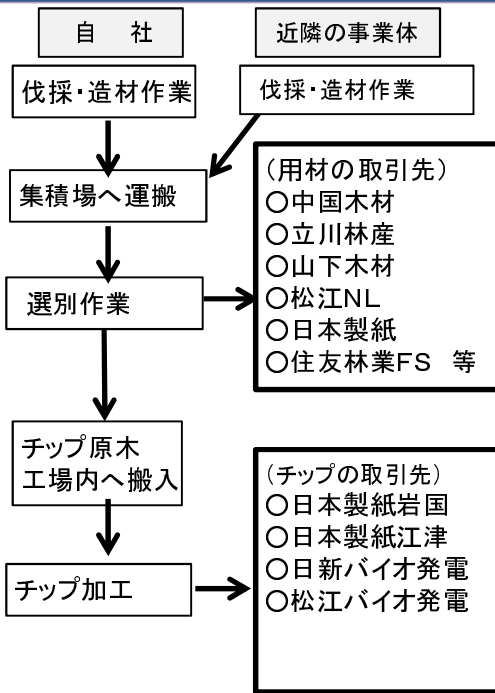 自　社
近隣の事業体
伐採・造材作業
伐採・造材作業
集積場へ運搬
(用材の取引先)
○中国木材
○立川林産
○山下木材
○松江NL
○日本製紙
○住友林業FS　等
選別作業
チップ原木
工場内へ搬入
(チップの取引先)
○日本製紙岩国
○日本製紙江津
○日新バイオ発電
○松江バイオ発電
チップ加工